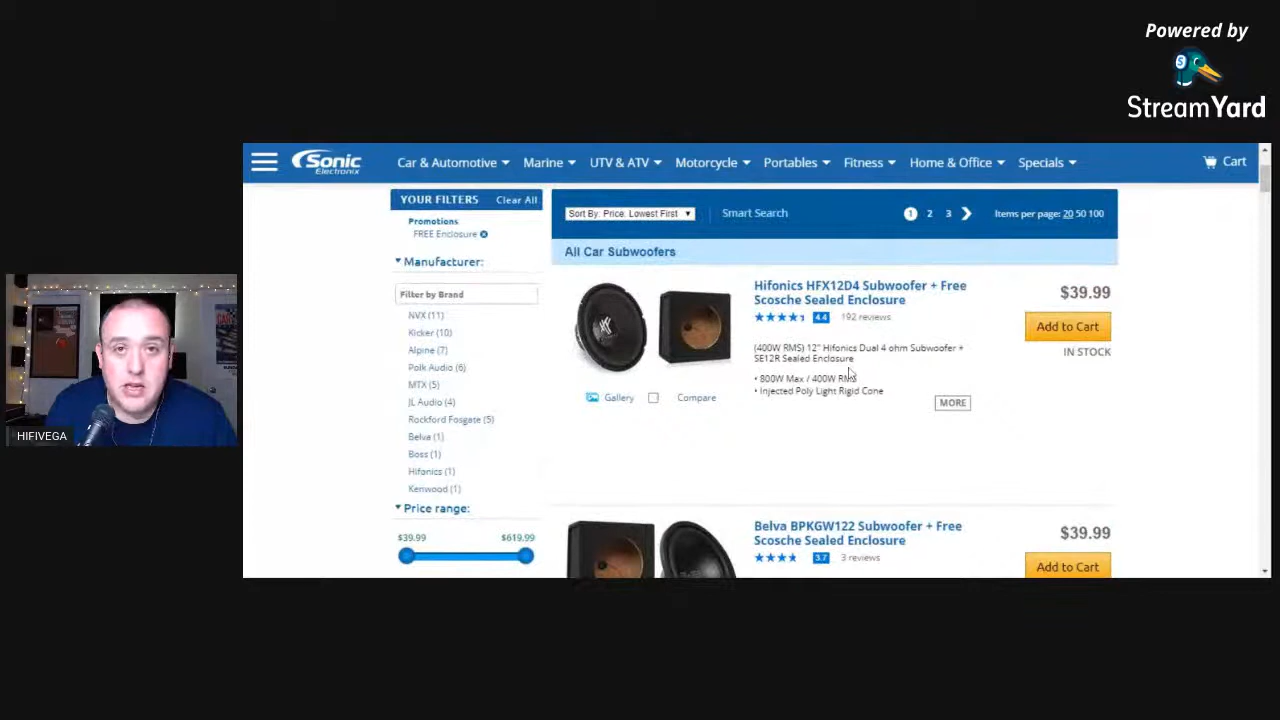 Powered by
StreamYard
Sonic
Electronix
Car & Automotive
Marine
UTV & ATV
Motorcycle
Portables
Fitness
Home & Office
Specials
Cart
YOUR FILTERS
Clear All
Promotions
FREE Enclosure
Manufacturer:
Filter by Brand
NVX (11)
Kicker (10)
Alpine (7)
Polk Audio (6)
MTX (5)
JL Audio (4)
Rockford Fosgate (5)
Belva (1)
Boss (1)
Hifonics (1)
Kenwood (1)
Price range:
$39.99 $619.99
Sort By: Price: Lowest First
Smart Search
1 2 3
Items per page: 20 50 100
All Car Subwoofers
Hifonics HFX12D4 Subwoofer + Free
Scosche Sealed Enclosure
4.4 192 reviews
(400W RMS) 12" Hifonics Dual 4 ohm Subwoofer +
SE12R Sealed Enclosure
• 800W Max / 400W RMS
• Injected Poly Light Rigid Cone
MORE
Gallery
Compare
$39.99
Add to Cart
IN STOCK
Belva BPKGW122 Subwoofer + Free
Scosche Sealed Enclosure
3.7 3 reviews
$39.99
Add to Cart
HIFIVEGA